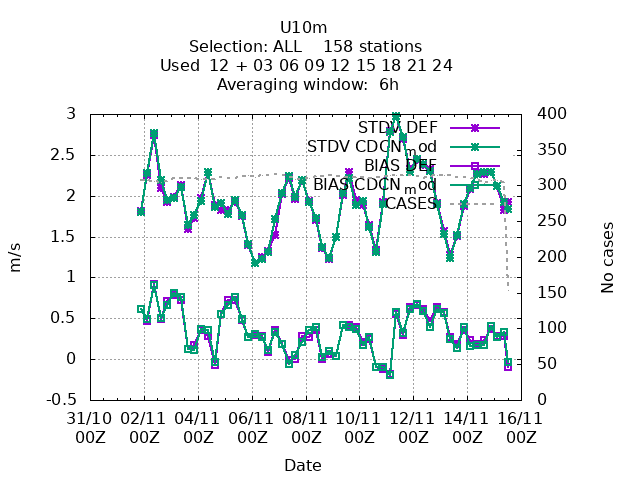 U10m
Selection: ALL 158 stations
Used 12 + 03 06 09 12 15 18 21 24
Averaging window: 6h
3
2.5
2
1.5
1
0.5
0
-0.5
m/s
400
350
300
250
200
150
100
50
0
No cases
STDV DEF
STDV CDCN_mod
BIAS DEF
BIAS CDCN_mod
CASES
31/10 02/11 04/11 06/11 08/11 10/11 12/11 14/11 16/11
00Z 00Z 00Z 00Z 00Z 00Z 00Z 00Z 00Z
Date